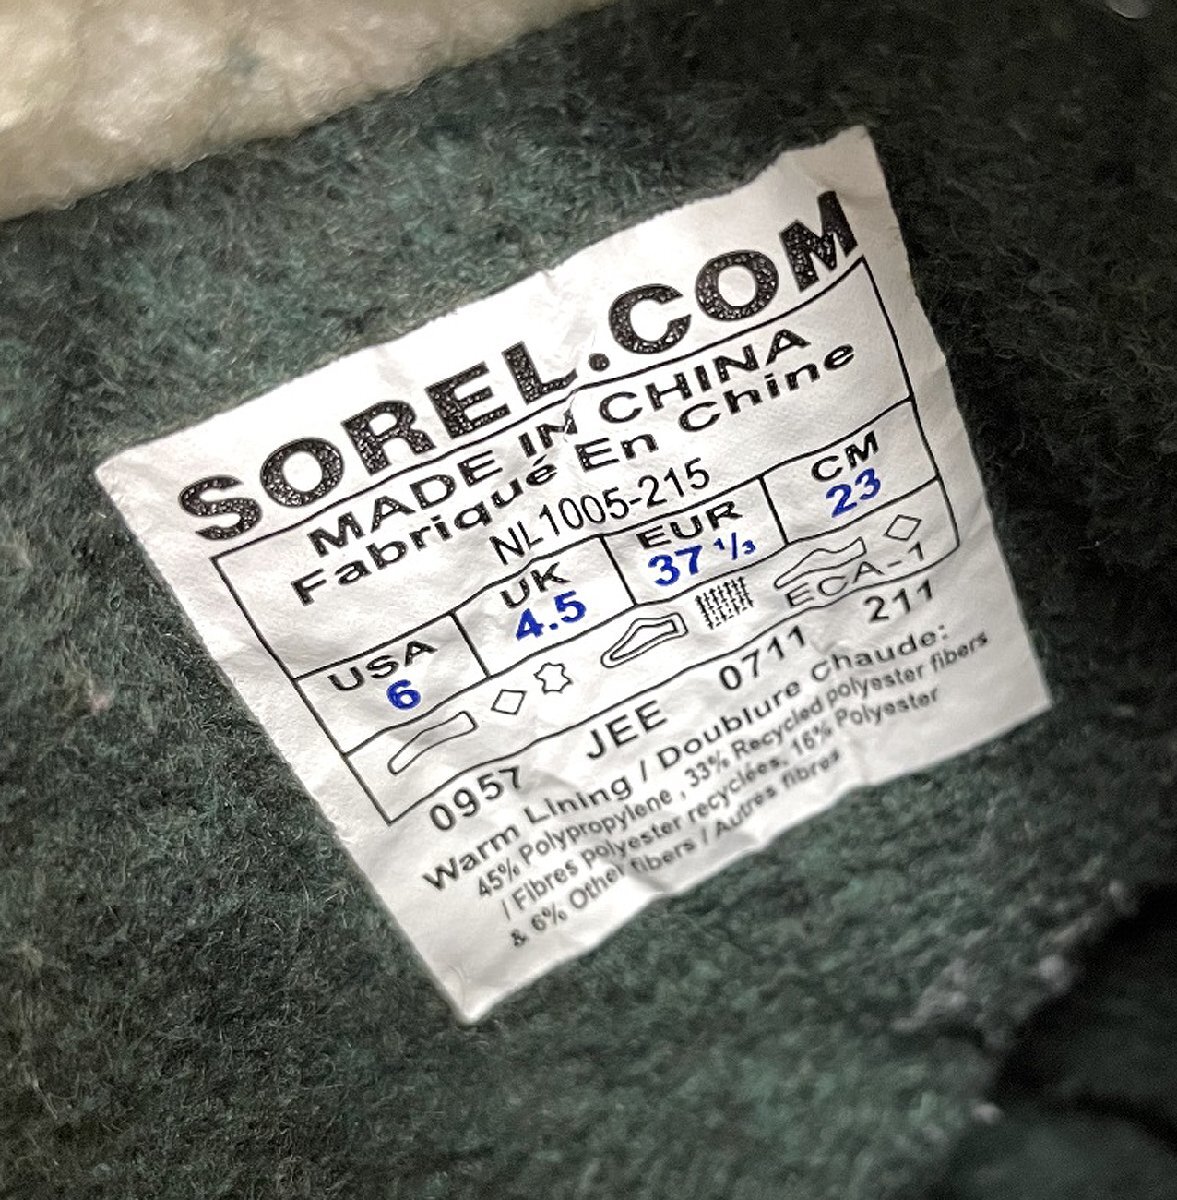 SOREL.COM
MADE IN CHINA
Fabriqué En Chine
NL1005-215
USA UK EUR CM
6 4.5 37 ¹/₃ 23
ECA-1
0957 JEE 0711 211
Warm Lining / Doublure Chaude:
45% Polypropylene , 33% Recycled polyester fibers
/ Fibres polyester recyclées, 16% Polyester
& 6% Other fibers / Autres fibres